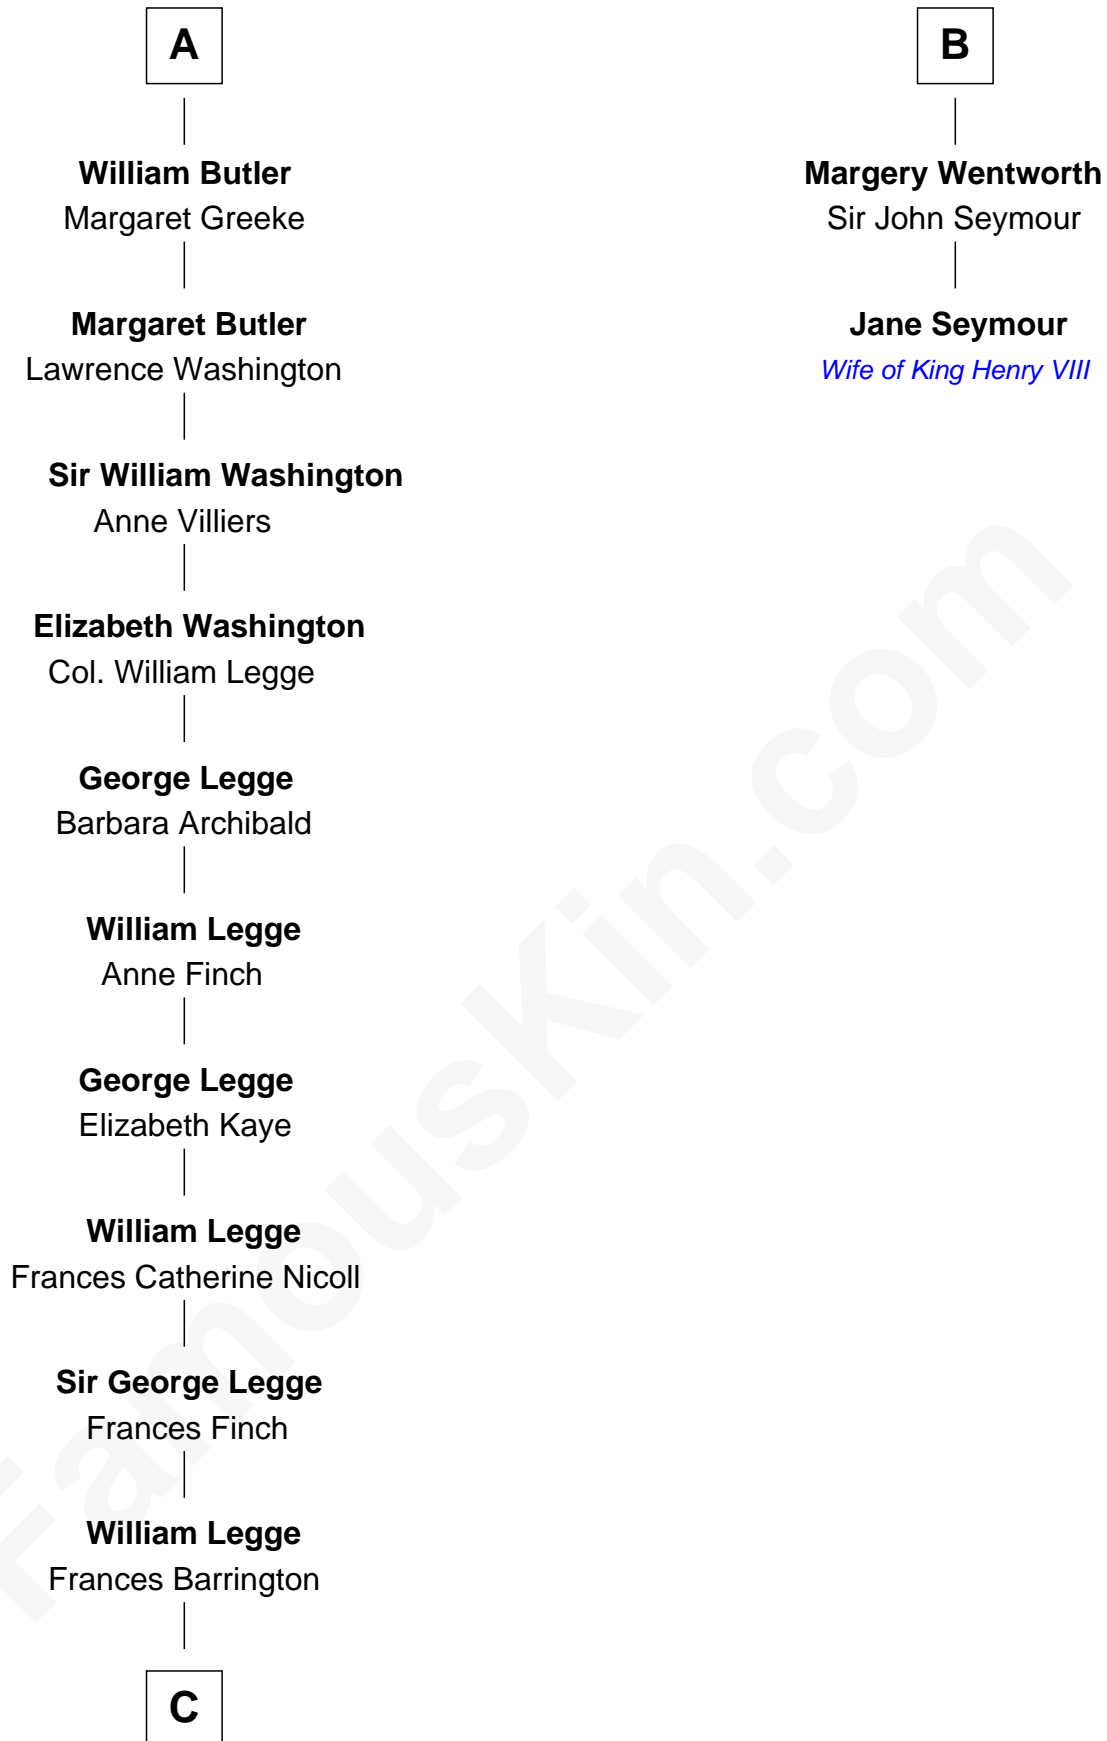 A
William Butler
Margaret Greeke
Margaret Butler
Lawrence Washington
Sir William Washington
Anne Villiers
Elizabeth Washington
Col. William Legge
George Legge
Barbara Archibald
William Legge
Anne Finch
George Legge
Elizabeth Kaye
William Legge
Frances Catherine Nicoll
Sir George Legge
Frances Finch
William Legge
Frances Barrington
C
B
Margery Wentworth
Sir John Seymour
Jane Seymour
Wife of King Henry VIII
FamousKin.com